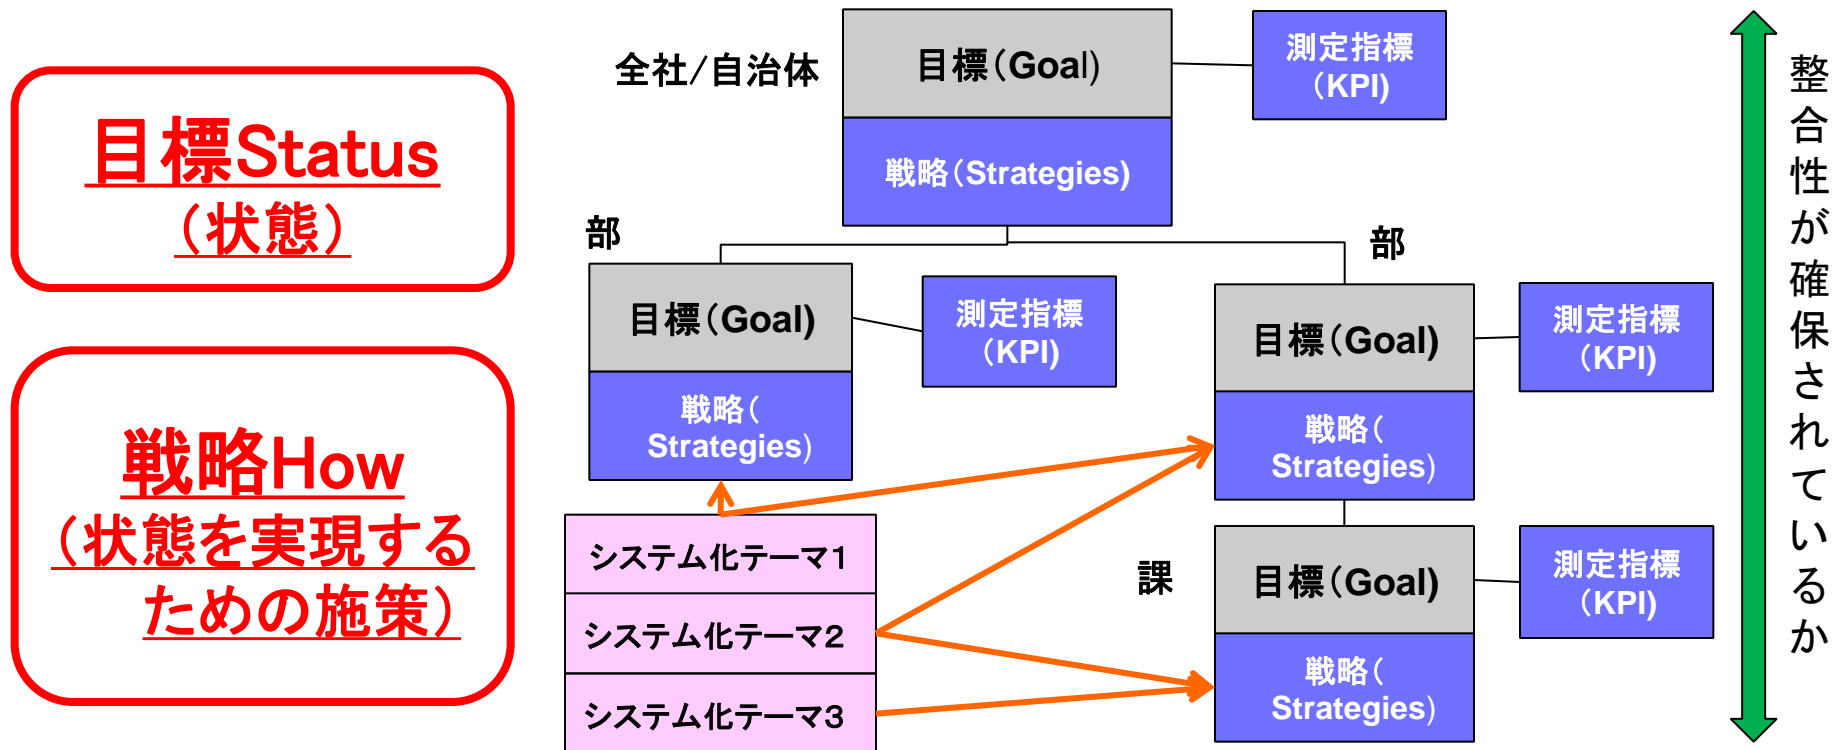 目標Status
（状態）
戦略How
（状態を実現する
ための施策）
全社/自治体
目標（Goal）
測定指標
（KPI)
戦略（Strategies)
部
目標（Goal)
測定指標
（KPI)
戦略（
Strategies）
部
目標（Goal)
測定指標
（KPI)
戦略（
Strategies）
システム化テーマ1
システム化テーマ2
システム化テーマ3
課
目標（Goal)
測定指標
（KPI)
戦略（
Strategies）
整合性が確保されているか